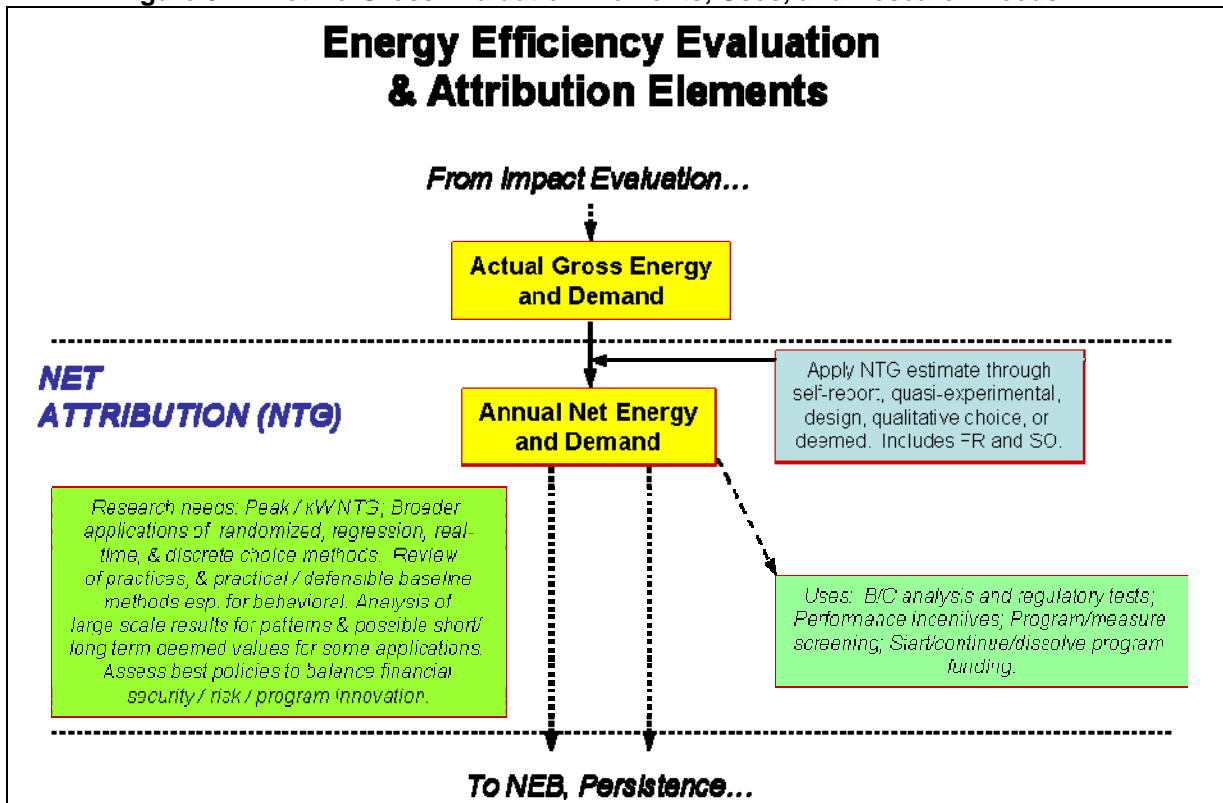 Energy Efficiency Evaluation
& Attribution Elements
From Impact Evaluation...
Actual Gross Energy
and Demand
NET
ATTRIBUTION (NTG)
Apply NTG estimate through
self-report, quasi-experimental,
design, qualitative choice, or
deemed. Includes FR and SO.
Annual Net Energy
and Demand
Research needs: Peak / kW NTG; Broader
applications of randomized, regression, real-
time, & discrete choice methods. Review
of practices, & practical / defensible baseline
methods esp. for behavioral. Analysis of
large scale results for patterns & possible short/
long term deemed values for some applications.
Assess best policies to balance financial
security / risk / program innovation.
Uses: B/C analysis and regulatory tests;
Performance incentives; Program/measure
screening; Start/continue/dissolve program
funding.
To NEB, Persistence...